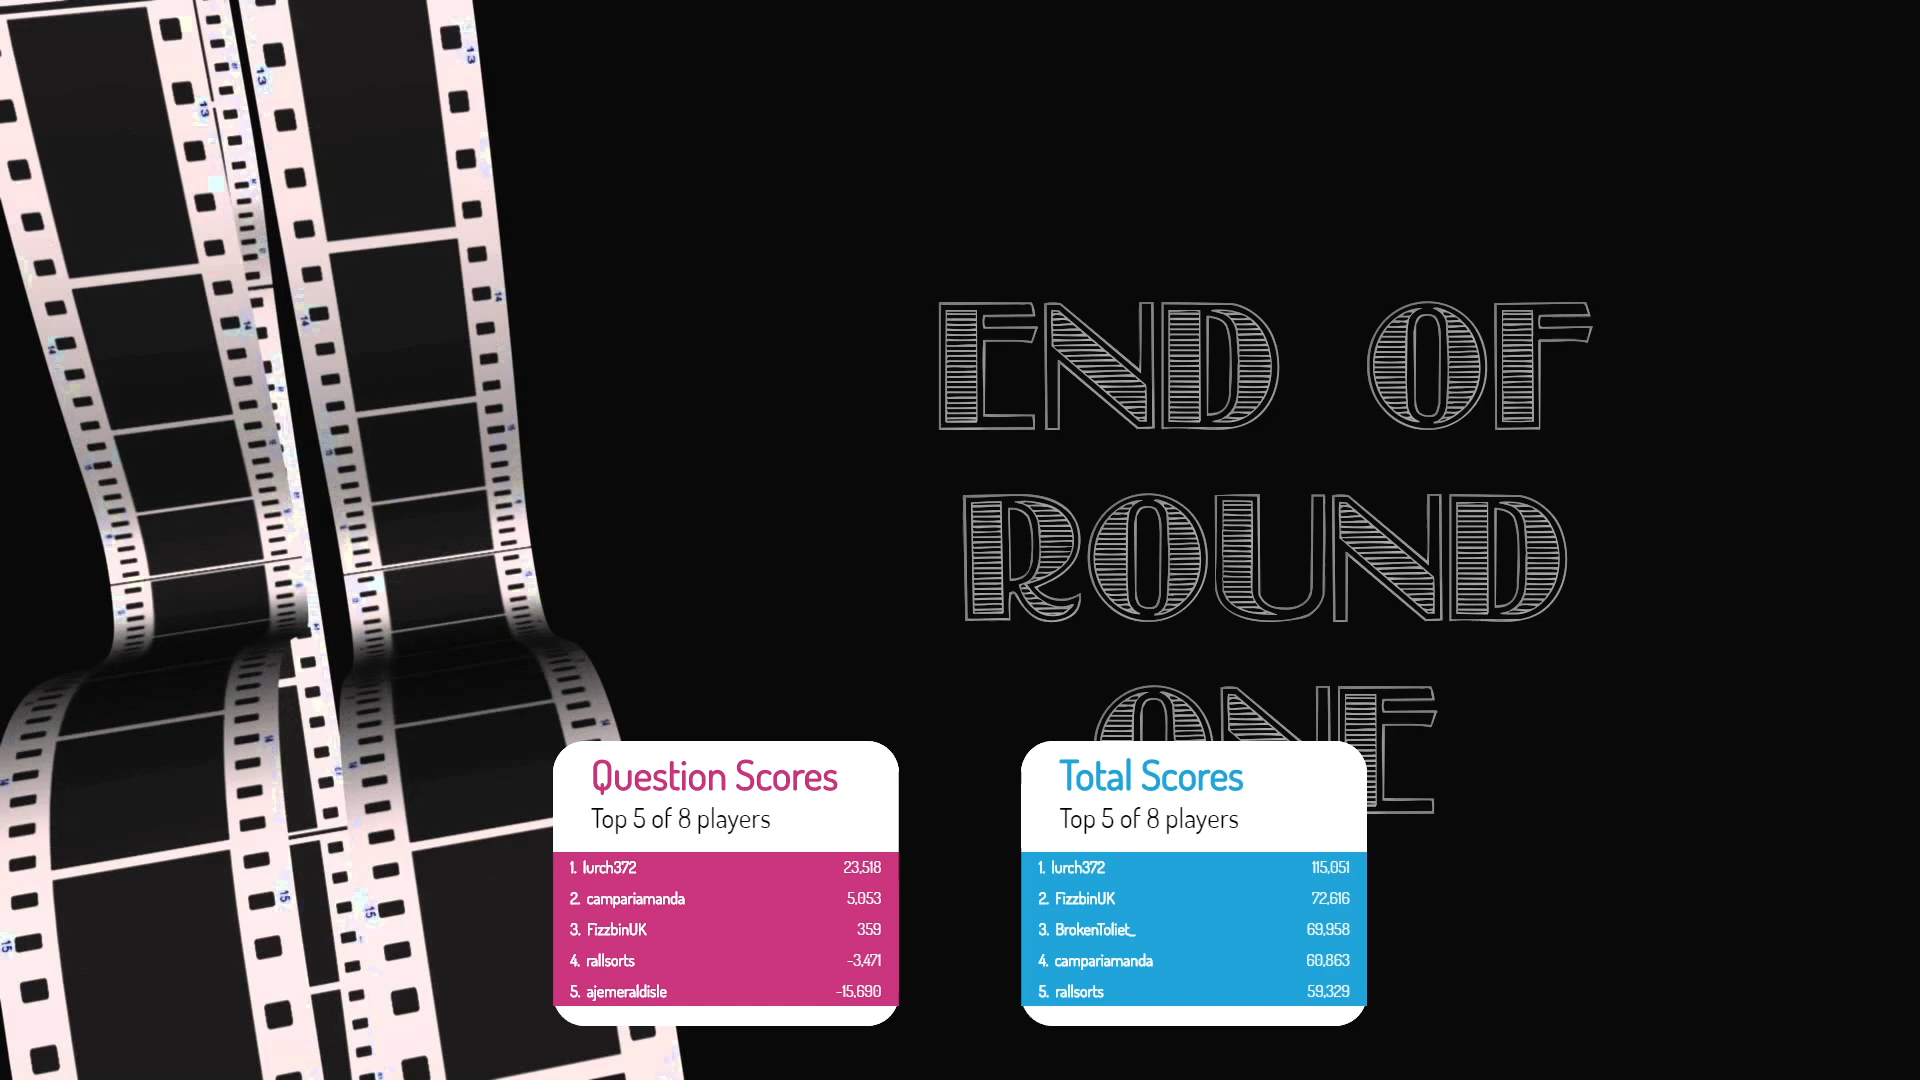 END OF
ROUND
ONE
Question Scores
Top 5 of 8 players
1. lurch372 23,518
2. campariamanda 5,053
3. FizzbinUK 359
4. rallsorts -3,471
5. ajemeraldisle -15,690
Total Scores
Top 5 of 8 players
1. lurch372 115,051
2. FizzbinUK 72,616
3. BrokenToliet_ 69,958
4. campariamanda 60,863
5. rallsorts 59,329